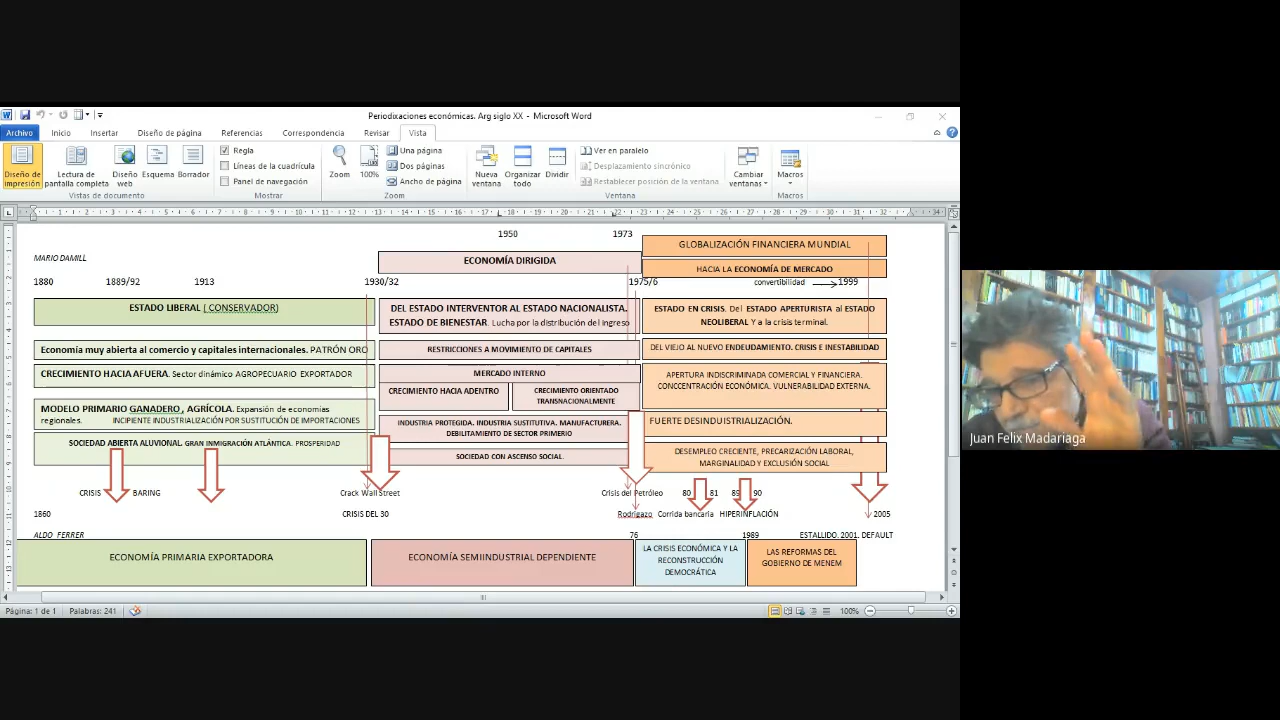 Periodixaciones económicas. Arg siglo XX - Microsoft Word
Archivo Inicio Insertar Diseño de página Referencias Correspondencia Revisar Vista
Diseño de impresión
Lectura de pantalla completa
Diseño web
Esquema
Borrador
Regla
Líneas de la cuadrícula
Panel de navegación
Zoom
100%
Una página
Dos páginas
Ancho de página
Nueva ventana
Organizar todo
Dividir
Ver en paralelo
Desplazamiento sincrónico
Restablecer posición de la ventana
Cambiar ventanas
Macros
Vistas de documento
Mostrar
Zoom
Ventana
Macros
1950 1973
GLOBALIZACIÓN FINANCIERA MUNDIAL
MARIO DAMILL
ECONOMÍA DIRIGIDA
HACIA LA ECONOMÍA DE MERCADO
1880 1889/92 1913 1930/32 1975/6 convertibilidad 1999
ESTADO LIBERAL ( CONSERVADOR)
DEL ESTADO INTERVENTOR AL ESTADO NACIONALISTA.
ESTADO DE BIENESTAR. Lucha por la distribución del ingreso
ESTADO EN CRISIS. Del ESTADO APERTURISTA al ESTADO
NEOLIBERAL Y a la crisis terminal.
Economía muy abierta al comercio y capitales internacionales. PATRÓN ORO
RESTRICCIONES A MOVIMIENTO DE CAPITALES
DEL VIEJO AL NUEVO ENDEUDAMIENTO. CRISIS E INESTABILIDAD
CRECIMIENTO HACIA AFUERA. Sector dinámico AGROPECUARIO EXPORTADOR
MERCADO INTERNO
CRECIMIENTO HACIA ADENTRO
CRECIMIENTO ORIENTADO
TRANSNACIONALMENTE
APERTURA INDISCRIMINADA COMERCIAL Y FINANCIERA.
CONCCENTRACIÓN ECONÓMICA. VULNERABILIDAD EXTERNA.
MODELO PRIMARIO GANADERO , AGRÍCOLA. Expansión de economías
regionales. INCIPIENTE INDUSTRIALIZACIÓN POR SUSTITUCIÓN DE IMPORTACIONES
INDUSTRIA PROTEGIDA. INDUSTRIA SUSTITUTIVA. MANUFACTURERA.
DEBILITAMIENTO DE SECTOR PRIMERIO
FUERTE DESINDUISTRIALIZACIÓN.
SOCIEDAD ABIERTA ALUVIONAL. GRAN INMIGRACIÓN ATLÁNTICA. PROSPERIDAD
SOCIEDAD CON ASCENSO SOCIAL.
DESEMPLEO CRECIENTE, PRECARIZACIÓN LABORAL,
MARGINALIDAD Y EXCLUSIÓN SOCIAL
CRISIS BARING Crack Wall Street Crisis del Petróleo 80 81 89 90
1860 CRISIS DEL 30 Rodrigazo Corrida bancaria HIPERINFLACIÓN 2005
ALDO FERRER 76 1989 ESTALLIDO. 2001. DEFAULT
ECONOMÍA PRIMARIA EXPORTADORA
ECONOMÍA SEMIINDUSTRIAL DEPENDIENTE
LA CRISIS ECONÓMICA Y LA
RECONSTRUCCIÓN
DEMOCRÁTICA
LAS REFORMAS DEL
GOBIERNO DE MENEM
Página: 1 de 1 Palabras: 241 100%
Juan Felix Madariaga